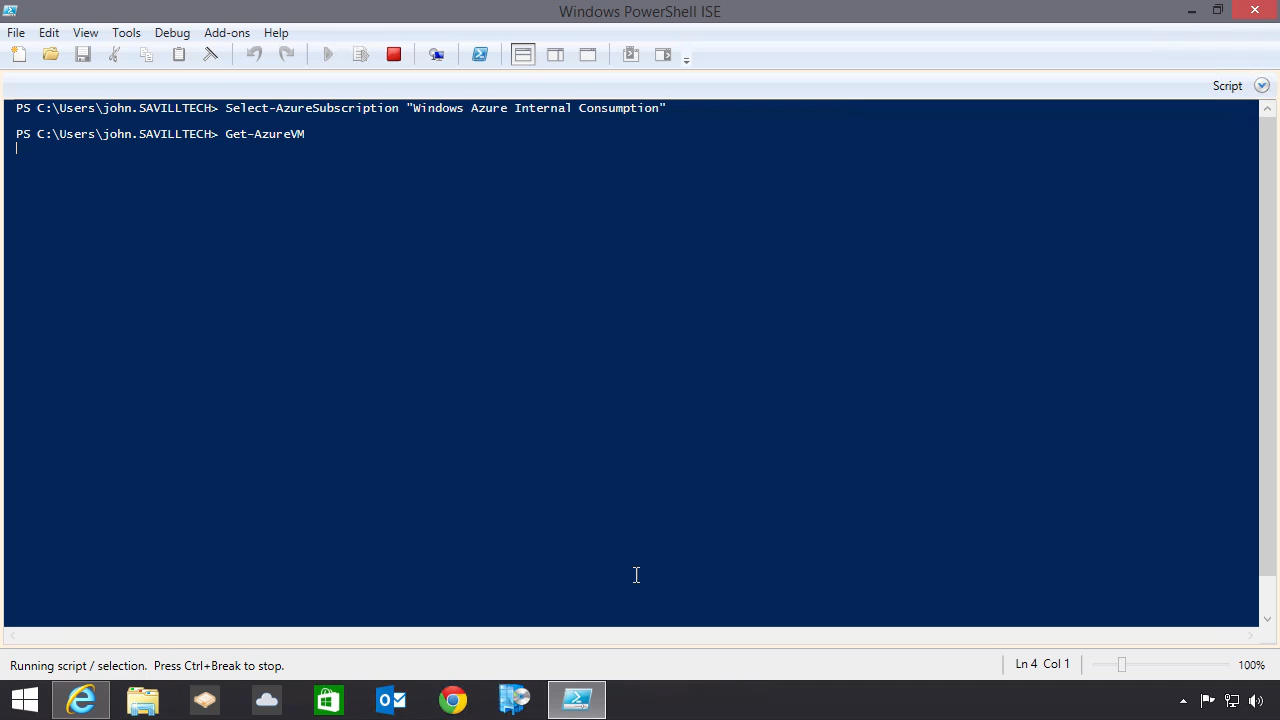 Windows PowerShell ISE
File Edit View Tools Debug Add-ons Help
Script
PS C:\Users\john.SAVILLTECH> Select-AzureSubscription "Windows Azure Internal Consumption"
PS C:\Users\john.SAVILLTECH> Get-AzureVM
Running script / selection. Press Ctrl+Break to stop.
Ln 4 Col 1
100%